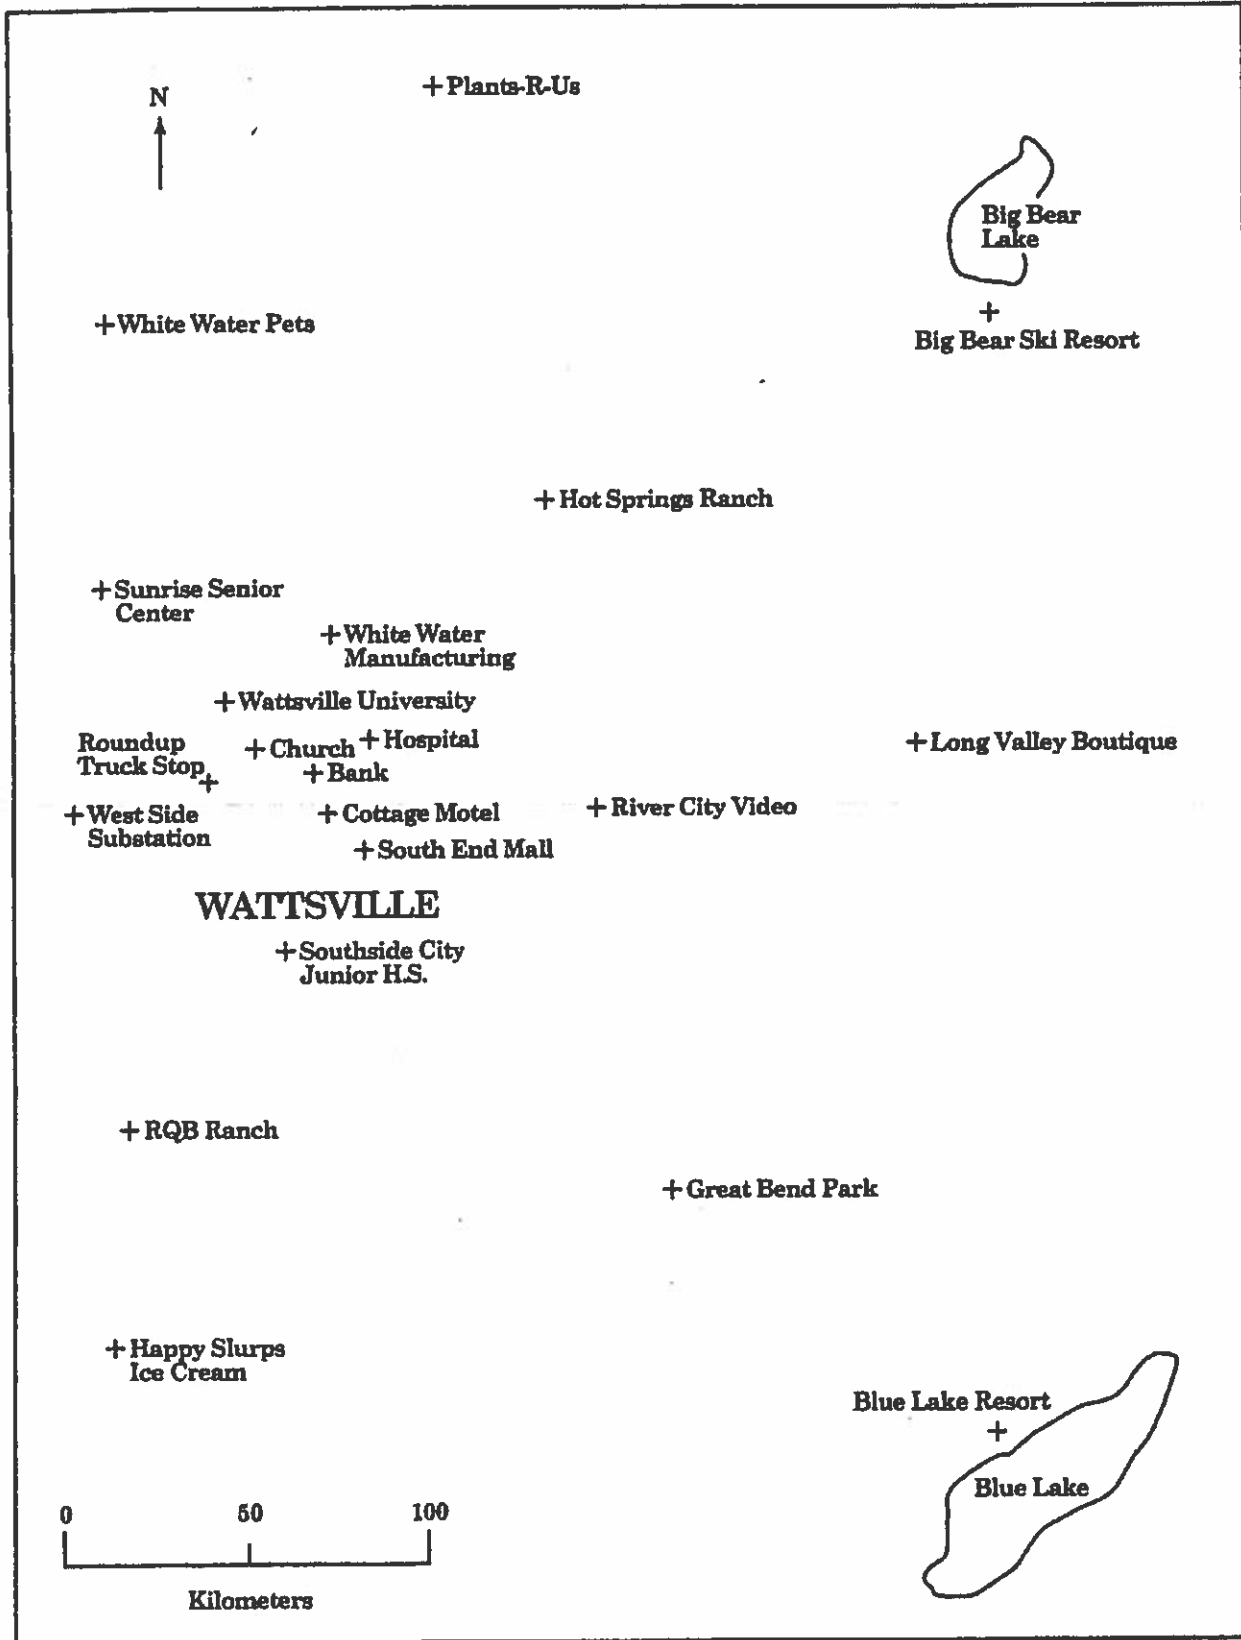 N
Plants-R-Us
Big Bear
Lake
White Water Pets
Big Bear Ski Resort
Hot Springs Ranch
Sunrise Senior
Center
White Water
Manufacturing
Wattsville University
Roundup
Truck Stop
Church
Hospital
Long Valley Boutique
Bank
West Side
Substation
Cottage Motel
River City Video
South End Mall
WATTSVILLE
Southside City
Junior H.S.
RQB Ranch
Great Bend Park
Happy Slurps
Ice Cream
Blue Lake Resort
Blue Lake
0 50 100
Kilometers